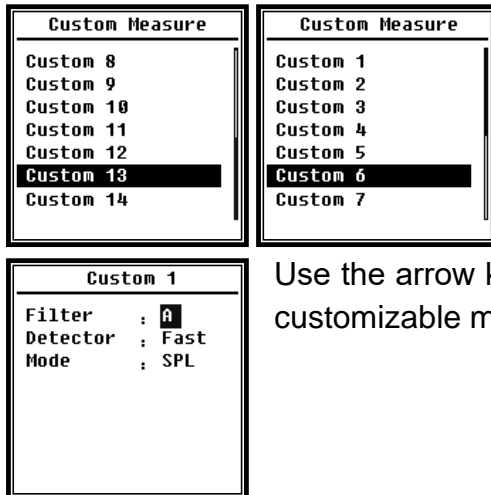 Custom Measure
Custom 8
Custom 9
Custom 10
Custom 11
Custom 12
Custom 13
Custom 14
Custom Measure
Custom 1
Custom 2
Custom 3
Custom 4
Custom 5
Custom 6
Custom 7
Custom 1
Filter : A
Detector : Fast
Mode : SPL
Use the arrow
customizable